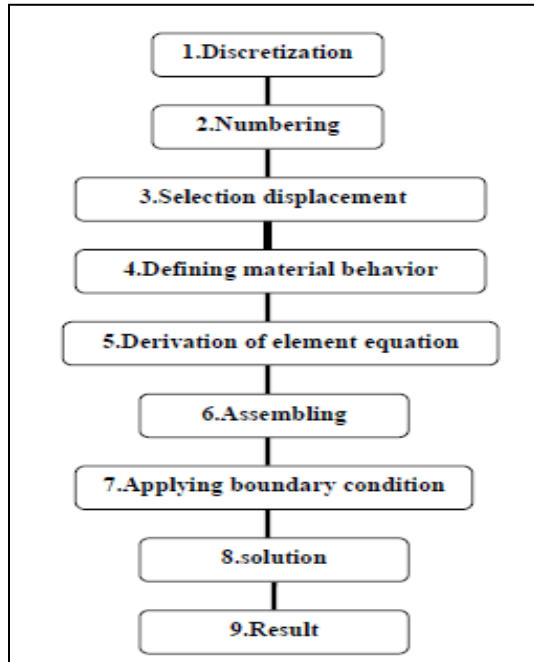 1.Discretization
2.Numbering
3.Selection displacement
4.Defining material behavior
5.Derivation of element equation
6.Assembling
7.Applying boundary condition
8.solution
9.Result